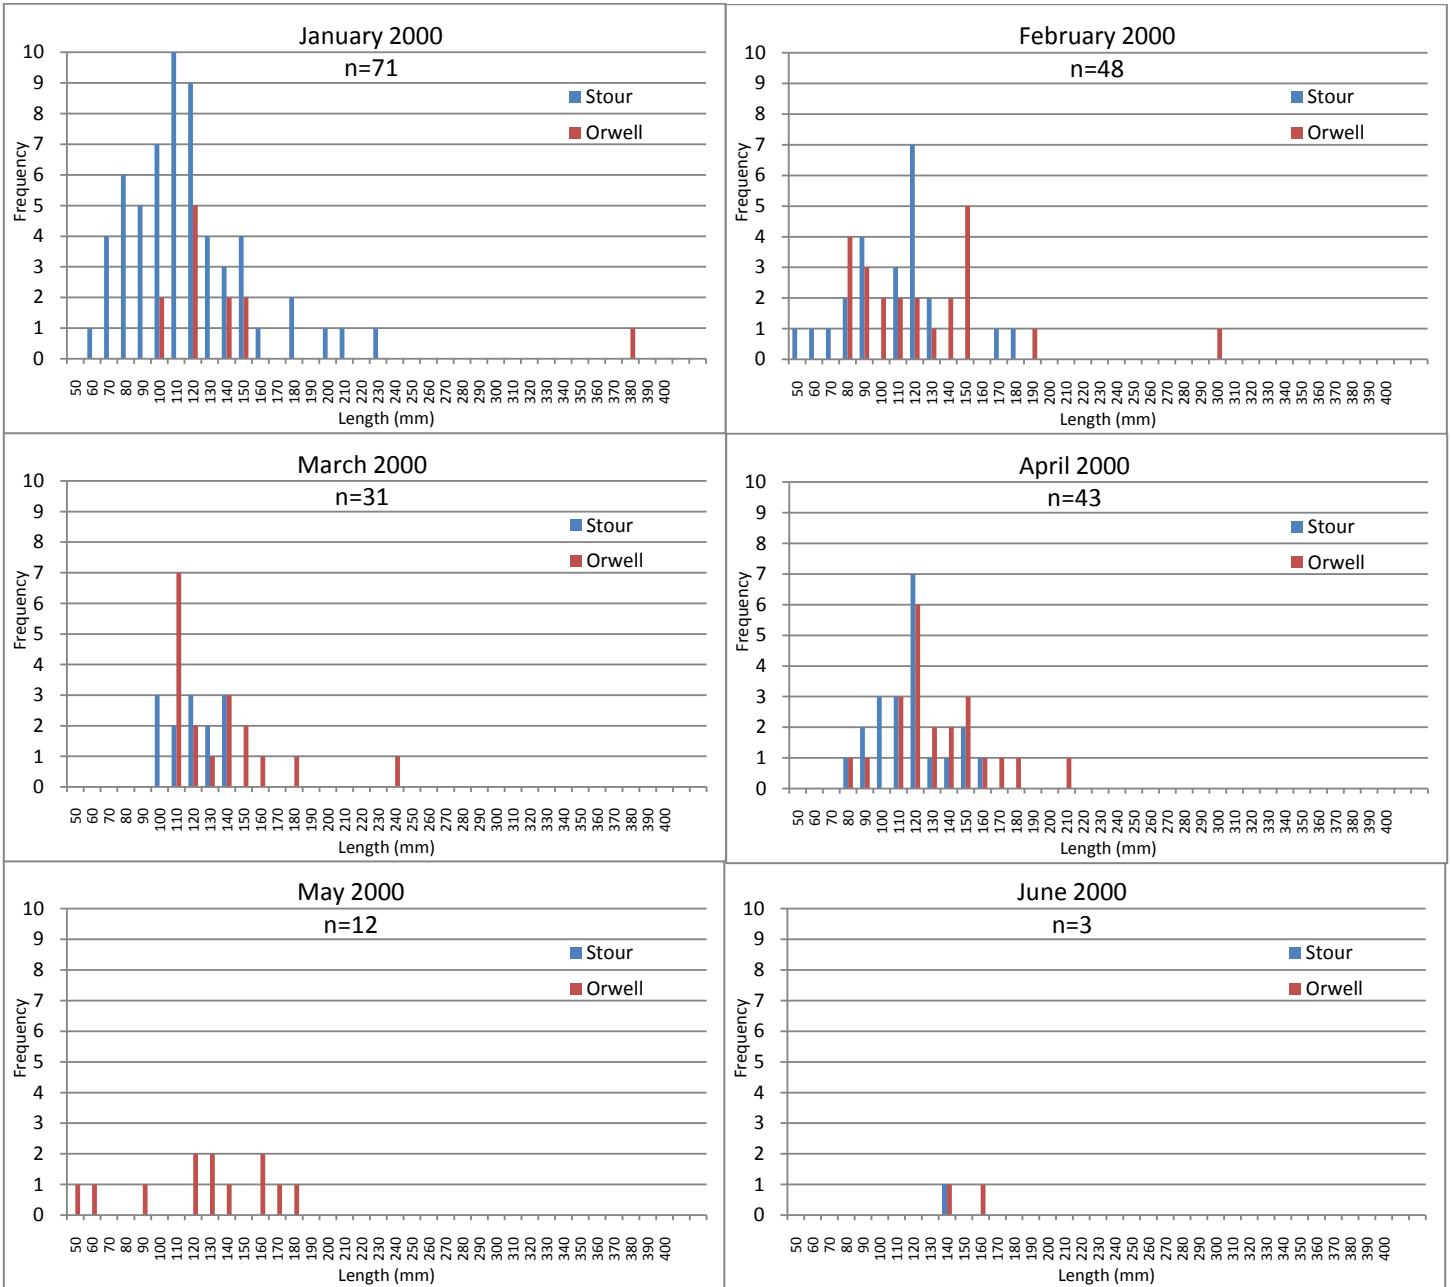 January 2000
n=71
10
9
8
7
6
5
4
3
2
1
0
Frequency
Stour
Orwell
50 60 70 80 90 100 110 120 130 140 150 160 170 180 190 200 210 220 230 240 250 260 270 280 290 300 310 320 330 340 350 360 370 380 390 400
Length (mm)
February 2000
n=48
10
9
8
7
6
5
4
3
2
1
0
Frequency
Stour
Orwell
50 60 70 80 90 100 110 120 130 140 150 160 170 180 190 200 210 220 230 240 250 260 270 280 290 300 310 320 330 340 350 360 370 380 390 400
Length (mm)
March 2000
n=31
10
9
8
7
6
5
4
3
2
1
0
Frequency
Stour
Orwell
50 60 70 80 90 100 110 120 130 140 150 160 170 180 190 200 210 220 230 240 250 260 270 280 290 300 310 320 330 340 350 360 370 380 390 400
Length (mm)
April 2000
n=43
10
9
8
7
6
5
4
3
2
1
0
Frequency
Stour
Orwell
50 60 70 80 90 100 110 120 130 140 150 160 170 180 190 200 210 220 230 240 250 260 270 280 290 300 310 320 330 340 350 360 370 380 390 400
Length (mm)
May 2000
n=12
10
9
8
7
6
5
4
3
2
1
0
Frequency
Stour
Orwell
50 60 70 80 90 100 110 120 130 140 150 160 170 180 190 200 210 220 230 240 250 260 270 280 290 300 310 320 330 340 350 360 370 380 390 400
Length (mm)
June 2000
n=3
10
9
8
7
6
5
4
3
2
1
0
Frequency
Stour
Orwell
50 60 70 80 90 100 110 120 130 140 150 160 170 180 190 200 210 220 230 240 250 260 270 280 290 300 310 320 330 340 350 360 370 380 390 400
Length (mm)